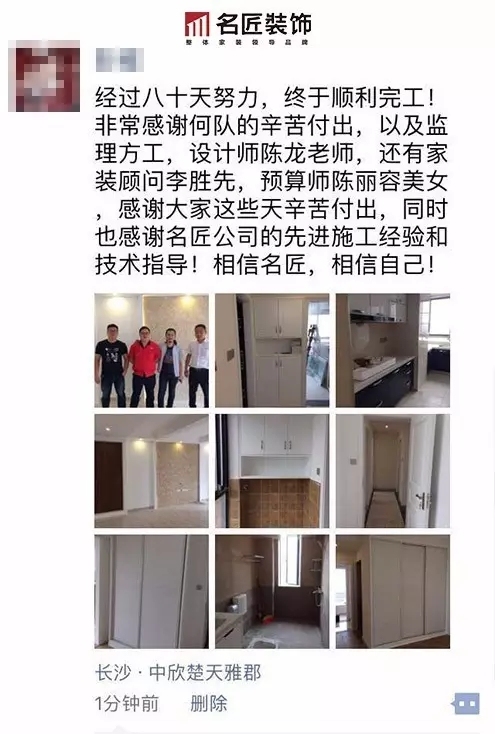 名匠装饰
整体家装领导品牌
经过八十天努力，终于顺利完工！
非常感谢何队的辛苦付出，以及监
理方工，设计师陈龙老师，还有家
装顾问李胜先，预算师陈丽容美女
，感谢大家这些天辛苦付出，同时
也感谢名匠公司的先进施工经验和
技术指导！相信名匠，相信自己！
长沙·中欣楚天雅郡
1分钟前 删除